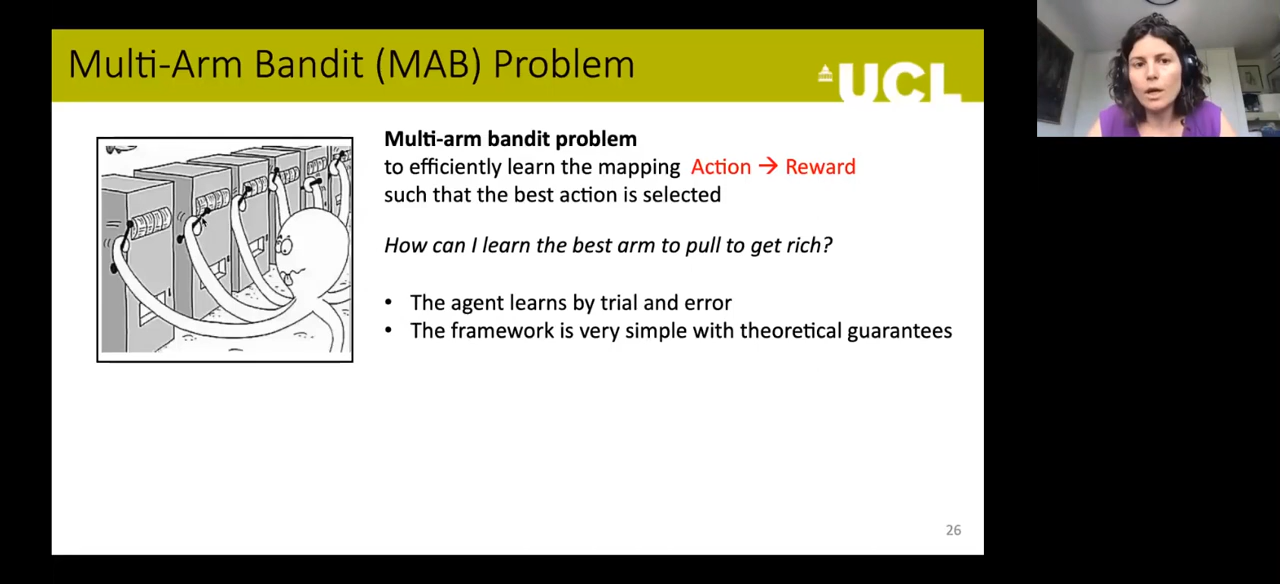 Multi-Arm Bandit (MAB) Problem
UCL
Multi-arm bandit problem
to efficiently learn the mapping Action → Reward
such that the best action is selected
How can I learn the best arm to pull to get rich?
• The agent learns by trial and error
• The framework is very simple with theoretical guarantees
26